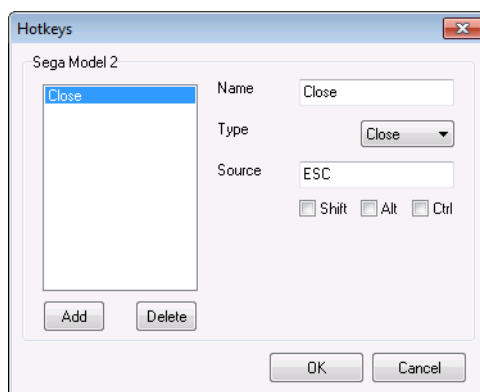 Hotkeys
Sega Model 2
Close
Name
Close
Type
Close
Source
ESC
Shift Alt Ctrl
Add Delete
OK Cancel